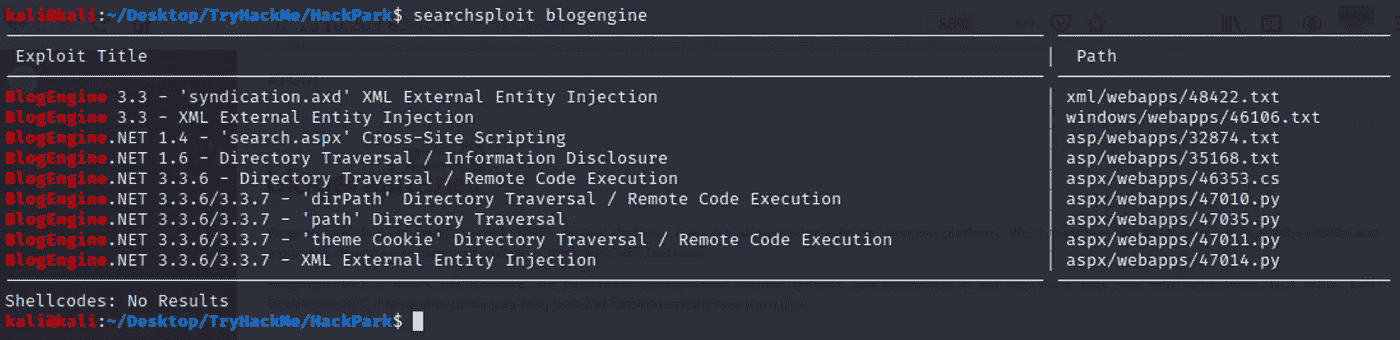 kali@kali:~/Desktop/TryHackMe/HackPark$ searchsploit blogengine
Exploit Title | Path
BlogEngine 3.3 - 'syndication.axd' XML External Entity Injection | xml/webapps/48422.txt
BlogEngine 3.3 - XML External Entity Injection | windows/webapps/46106.txt
BlogEngine.NET 1.4 - 'search.aspx' Cross-Site Scripting | asp/webapps/32874.txt
BlogEngine.NET 1.6 - Directory Traversal / Information Disclosure | asp/webapps/35168.txt
BlogEngine.NET 3.3.6 - Directory Traversal / Remote Code Execution | aspx/webapps/46353.cs
BlogEngine.NET 3.3.6/3.3.7 - 'dirPath' Directory Traversal / Remote Code Execution | aspx/webapps/47010.py
BlogEngine.NET 3.3.6/3.3.7 - 'path' Directory Traversal | aspx/webapps/47035.py
BlogEngine.NET 3.3.6/3.3.7 - 'theme Cookie' Directory Traversal / Remote Code Execution | aspx/webapps/47011.py
BlogEngine.NET 3.3.6/3.3.7 - XML External Entity Injection | aspx/webapps/47014.py
Shellcodes: No Results
kali@kali:~/Desktop/TryHackMe/HackPark$